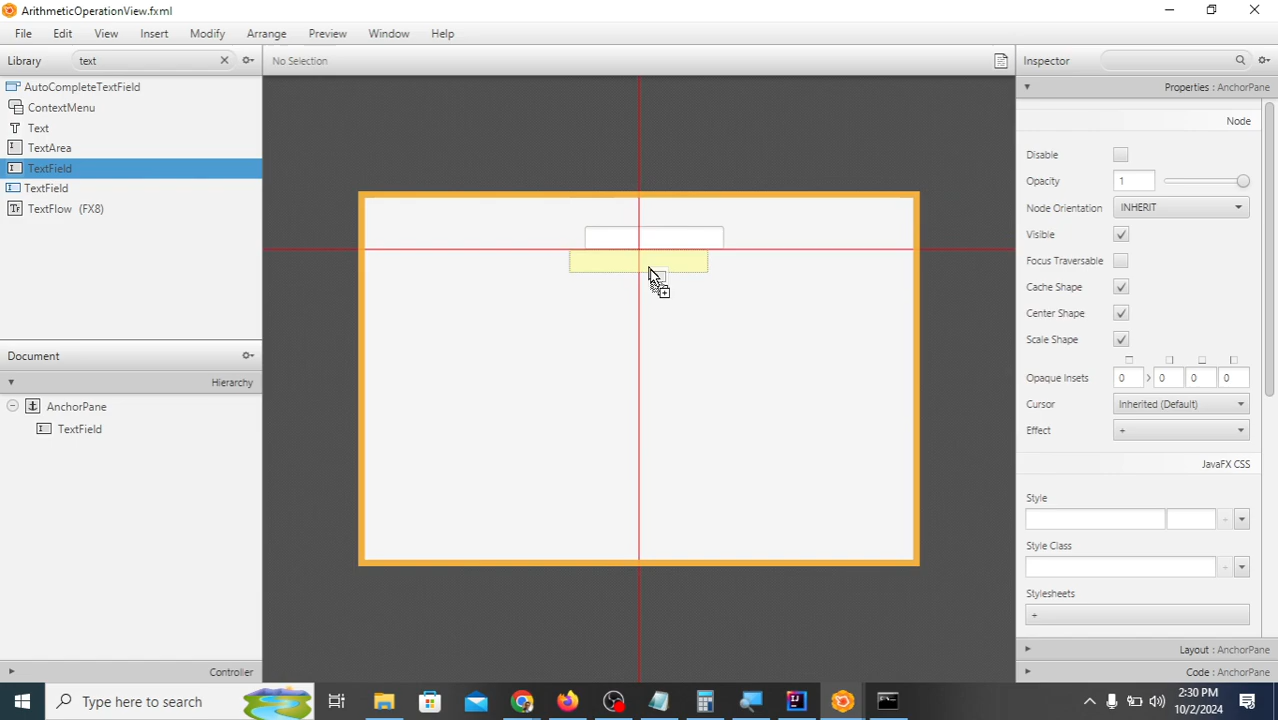 ArithmeticOperationView.fxml
File Edit View Insert Modify Arrange Preview Window Help
Library text No Selection Inspector
AutoCompleteTextField
ContextMenu
Text
TextArea
TextField
TextField
TextFlow (FX8)
Document
Hierarchy
AnchorPane
TextField
Controller
Properties : AnchorPane
Node
Disable
Opacity 1
Node Orientation INHERIT
Visible
Focus Traversable
Cache Shape
Center Shape
Scale Shape
Opaque Insets 0 0 0 0
Cursor Inherited (Default)
Effect +
JavaFX CSS
Style
+
Style Class
+
Stylesheets
+
Layout : AnchorPane
Code : AnchorPane
Type here to search
2:30 PM
10/2/2024